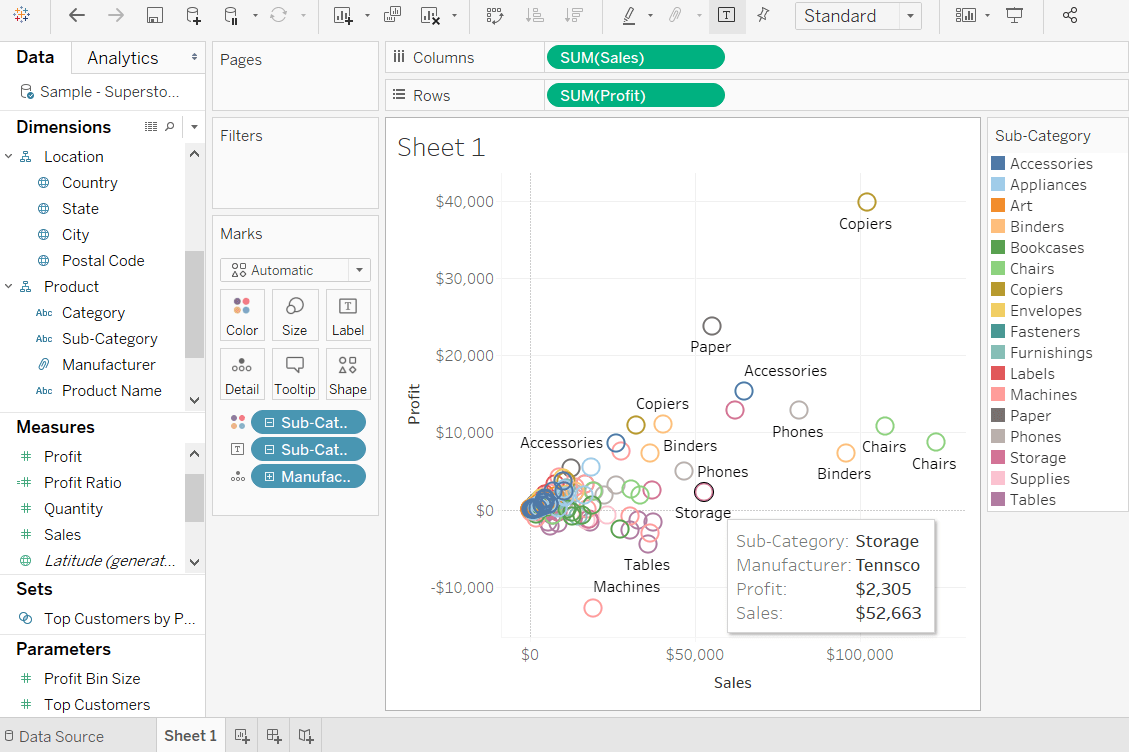 Standard
Data
Analytics
Sample - Supersto...
Dimensions
Location
Country
State
City
Postal Code
Product
Abc Category
Abc Sub-Category
Manufacturer
Abc Product Name
Measures
Profit
Profit Ratio
Quantity
Sales
Latitude (generat...
Sets
Top Customers by P...
Parameters
Profit Bin Size
Top Customers
Pages
Filters
Marks
Automatic
Color
Size
Label
Detail
Tooltip
Shape
Sub-Cat..
Sub-Cat..
Manufac..
Columns
SUM(Sales)
Rows
SUM(Profit)
Sheet 1
$40,000
$30,000
$20,000
$10,000
$0
-$10,000
Profit
Copiers
Paper
Accessories
Copiers
Phones
Accessories
Binders
Chairs
Chairs
Phones
Binders
Storage
Tables
Machines
Sub-Category: Storage
Manufacturer: Tennsco
Profit: $2,305
Sales: $52,663
$0
$50,000
$100,000
Sales
Sub-Category
Accessories
Appliances
Art
Binders
Bookcases
Chairs
Copiers
Envelopes
Fasteners
Furnishings
Labels
Machines
Paper
Phones
Storage
Supplies
Tables
Data Source
Sheet 1